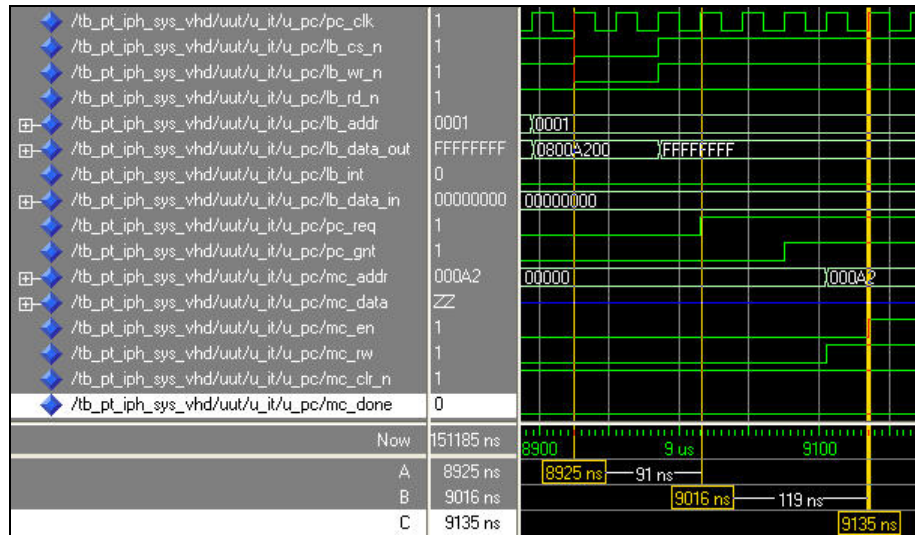 /tb_pt_iph_sys_vhd/uut/u_it/u_pc/pc_clk 1
/tb_pt_iph_sys_vhd/uut/u_it/u_pc/lb_cs_n 1
/tb_pt_iph_sys_vhd/uut/u_it/u_pc/lb_wr_n 1
/tb_pt_iph_sys_vhd/uut/u_it/u_pc/lb_rd_n 1
/tb_pt_iph_sys_vhd/uut/u_it/u_pc/lb_addr 0001 0001
/tb_pt_iph_sys_vhd/uut/u_it/u_pc/lb_data_out FFFFFFFF 0800A200 FFFFFFFF
/tb_pt_iph_sys_vhd/uut/u_it/u_pc/lb_int 0
/tb_pt_iph_sys_vhd/uut/u_it/u_pc/lb_data_in 00000000 00000000
/tb_pt_iph_sys_vhd/uut/u_it/u_pc/pc_req 1
/tb_pt_iph_sys_vhd/uut/u_it/u_pc/pc_gnt 1
/tb_pt_iph_sys_vhd/uut/u_it/u_pc/mc_addr 000A2 00000 000A2
/tb_pt_iph_sys_vhd/uut/u_it/u_pc/mc_data ZZ
/tb_pt_iph_sys_vhd/uut/u_it/u_pc/mc_en 1
/tb_pt_iph_sys_vhd/uut/u_it/u_pc/mc_rw 1
/tb_pt_iph_sys_vhd/uut/u_it/u_pc/mc_clr_n 1
/tb_pt_iph_sys_vhd/uut/u_it/u_pc/mc_done 0
Now 151185 ns 8900 9 us 9100
A 8925 ns 8925 ns 91 ns
B 9016 ns 9016 ns 119 ns
C 9135 ns 9135 ns